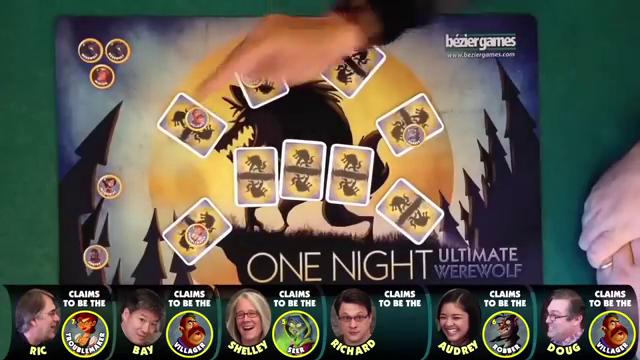 béziergames
www.beziergames.com
ONE NIGHT
ULTIMATE
WEREWOLF
CLAIMS
TO BE THE
TROUBLEMAKER
RIC
CLAIMS
TO BE THE
VILLAGER
BAY
CLAIMS
TO BE THE
SEER
SHELLEY
CLAIMS
TO BE THE
RICHARD
CLAIMS
TO BE THE
ROBBER
AUDREY
CLAIMS
TO BE THE
VILLAGER
DOUG